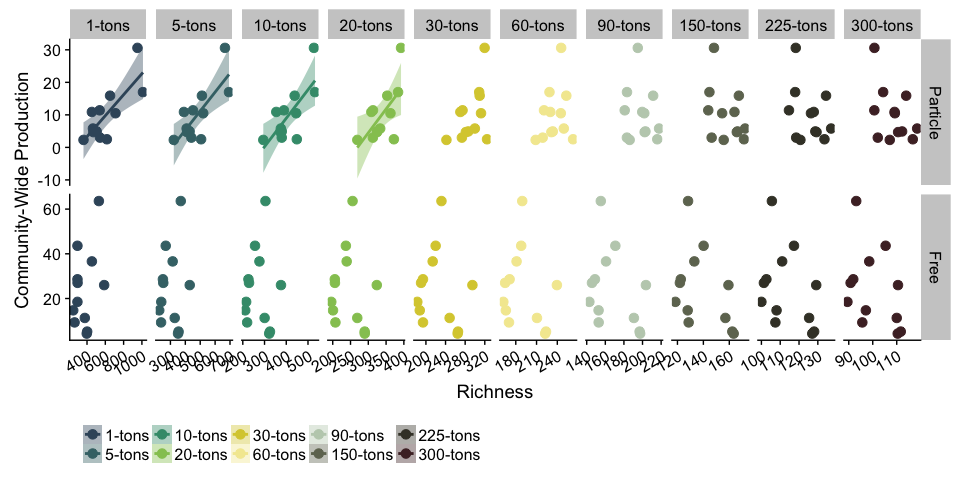 1-tons 5-tons 10-tons 20-tons 30-tons 60-tons 90-tons 150-tons 225-tons 300-tons
30
20
10
0
-10
Particle
Community-Wide Production
60
40
20
Free
400 600 800 1000 300 400 500 600 700 200 300 400 500 200 250 300 350 400 200 240 280 320 180 210 240 140 160 180 200 220 120 140 160 100 110 120 130 90 100 110
Richness
1-tons 10-tons 30-tons 90-tons 225-tons
5-tons 20-tons 60-tons 150-tons 300-tons